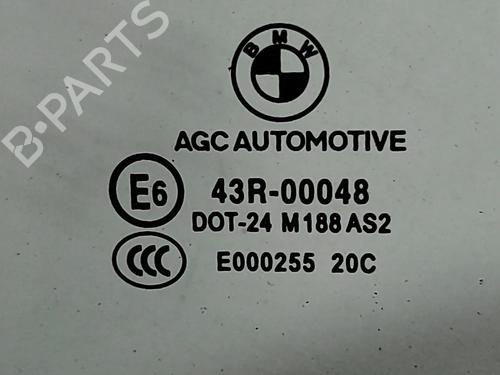 B-PARTS
BMW
AGC AUTOMOTIVE
E6 43R-00048
DOT-24 M188 AS2
CCC E000255 20C